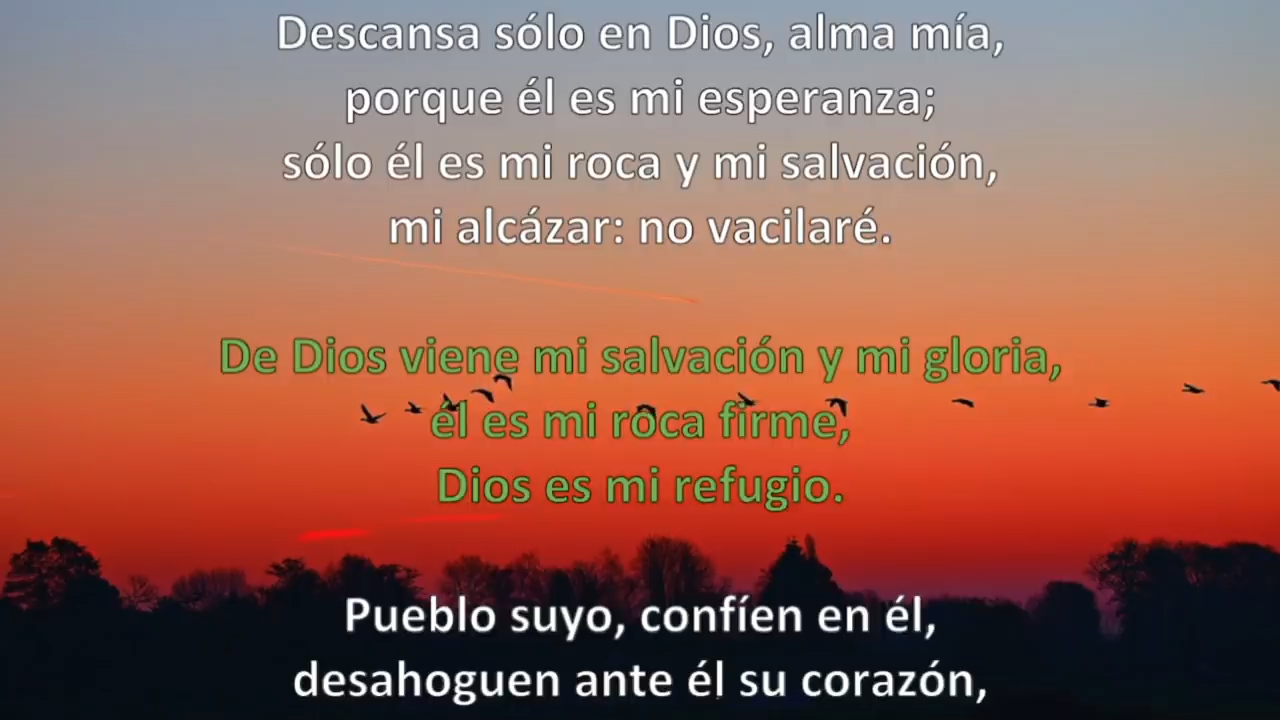 Descansa sólo en Dios, alma mía,
porque él es mi esperanza;
sólo él es mi roca y mi salvación,
mi alcázar: no vacilaré.
De Dios viene mi salvación y mi gloria,
él es mi roca firme,
Dios es mi refugio.
Pueblo suyo, confíen en él,
desahoguen ante él su corazón,